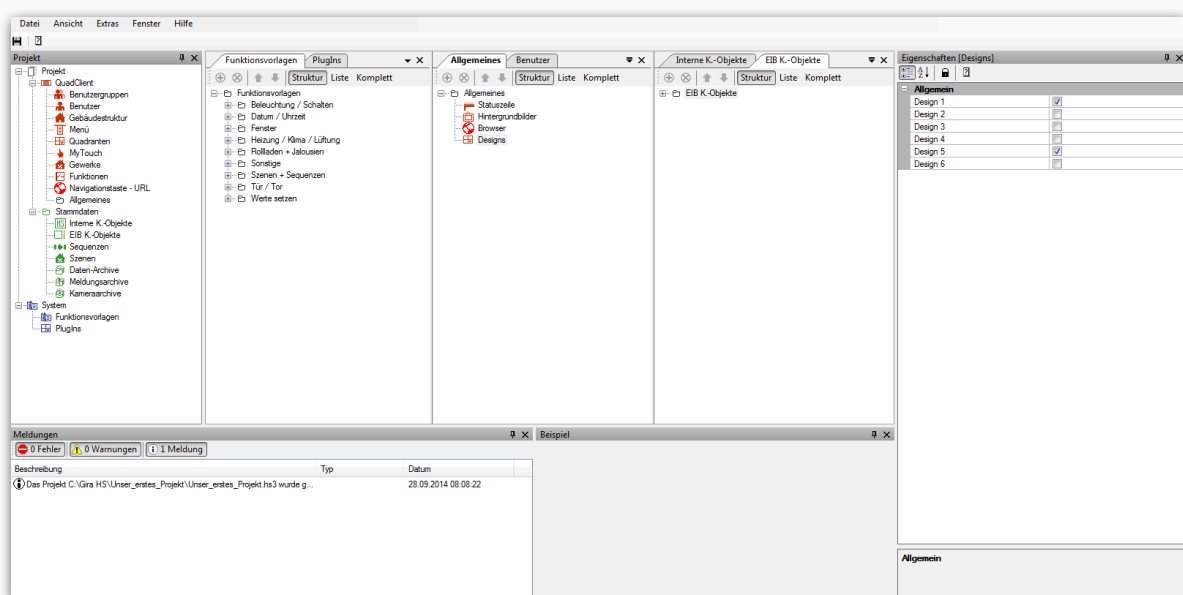 Datei Ansicht Extras Fenster Hilfe
Projekt
Projekt
QuadClient
Benutzergruppen
Benutzer
Gebäudestruktur
Menü
Quadranten
MyTouch
Gewerke
Funktionen
Navigationstaste - URL
Allgemeines
Stammdaten
Interne K.-Objekte
EIB K.-Objekte
Sequenzen
Szenen
Daten-Archive
Meldungsarchive
Kameraarchive
System
Funktionsvorlagen
PlugIns
Funktionsvorlagen PlugIns
Struktur Liste Komplett
Funktionsvorlagen
Beleuchtung / Schalten
Datum / Uhrzeit
Fenster
Heizung / Klima / Lüftung
Rollladen + Jalousien
Sonstige
Szenen + Sequenzen
Tür / Tor
Werte setzen
Allgemeines Benutzer
Struktur Liste Komplett
Allgemeines
Statuszeile
Hintergrundbilder
Browser
Designs
Interne K.-Objekte EIB K.-Objekte
Struktur Liste Komplett
EIB K.-Objekte
Eigenschaften [Designs]
Allgemein
Design 1
Design 2
Design 3
Design 4
Design 5
Design 6
Allgemein
Meldungen
0 Fehler 0 Warnungen 1 Meldung
Beschreibung Typ Datum
Das Projekt C:\Gira HS\Unser_erstes_Projekt\Unser_erstes_Projekt.hs3 wurde g... 28.09.2014 08:08:22
Beispiel